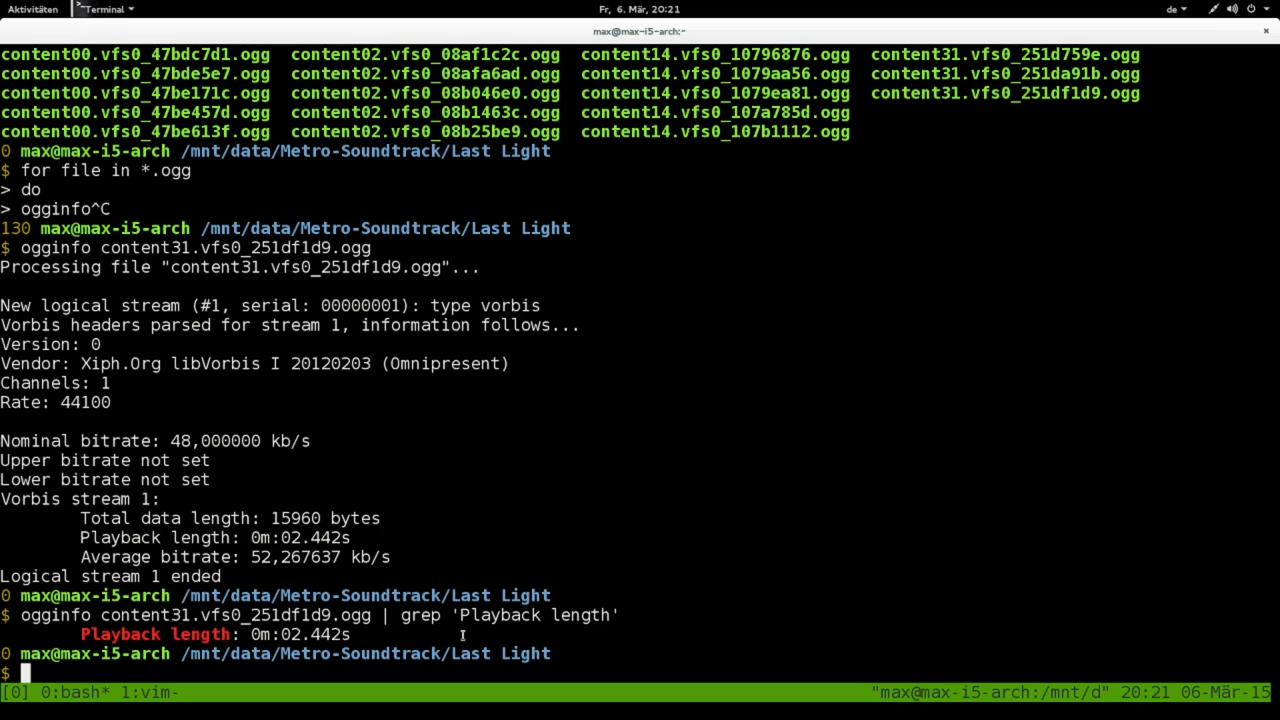 Aktivitäten Terminal Fr, 6. Mär, 20:21 de
max@max-i5-arch:~
content00.vfs0_47bdc7d1.ogg content02.vfs0_08af1c2c.ogg content14.vfs0_10796876.ogg content31.vfs0_251d759e.ogg
content00.vfs0_47bde5e7.ogg content02.vfs0_08afa6ad.ogg content14.vfs0_1079aa56.ogg content31.vfs0_251da91b.ogg
content00.vfs0_47be171c.ogg content02.vfs0_08b046e0.ogg content14.vfs0_1079ea81.ogg content31.vfs0_251df1d9.ogg
content00.vfs0_47be457d.ogg content02.vfs0_08b1463c.ogg content14.vfs0_107a785d.ogg
content00.vfs0_47be613f.ogg content02.vfs0_08b25be9.ogg content14.vfs0_107b1112.ogg
0 max@max-i5-arch /mnt/data/Metro-Soundtrack/Last Light
$ for file in *.ogg
> do
> ogginfo^C
130 max@max-i5-arch /mnt/data/Metro-Soundtrack/Last Light
$ ogginfo content31.vfs0_251df1d9.ogg
Processing file "content31.vfs0_251df1d9.ogg"...
New logical stream (#1, serial: 00000001): type vorbis
Vorbis headers parsed for stream 1, information follows...
Version: 0
Vendor: Xiph.Org libVorbis I 20120203 (Omnipresent)
Channels: 1
Rate: 44100
Nominal bitrate: 48,000000 kb/s
Upper bitrate not set
Lower bitrate not set
Vorbis stream 1:
Total data length: 15960 bytes
Playback length: 0m:02.442s
Average bitrate: 52,267637 kb/s
Logical stream 1 ended
0 max@max-i5-arch /mnt/data/Metro-Soundtrack/Last Light
$ ogginfo content31.vfs0_251df1d9.ogg | grep 'Playback length'
Playback length: 0m:02.442s
0 max@max-i5-arch /mnt/data/Metro-Soundtrack/Last Light
$
[0] 0:bash* 1:vim- "max@max-i5-arch:/mnt/d" 20:21 06-Mär-15